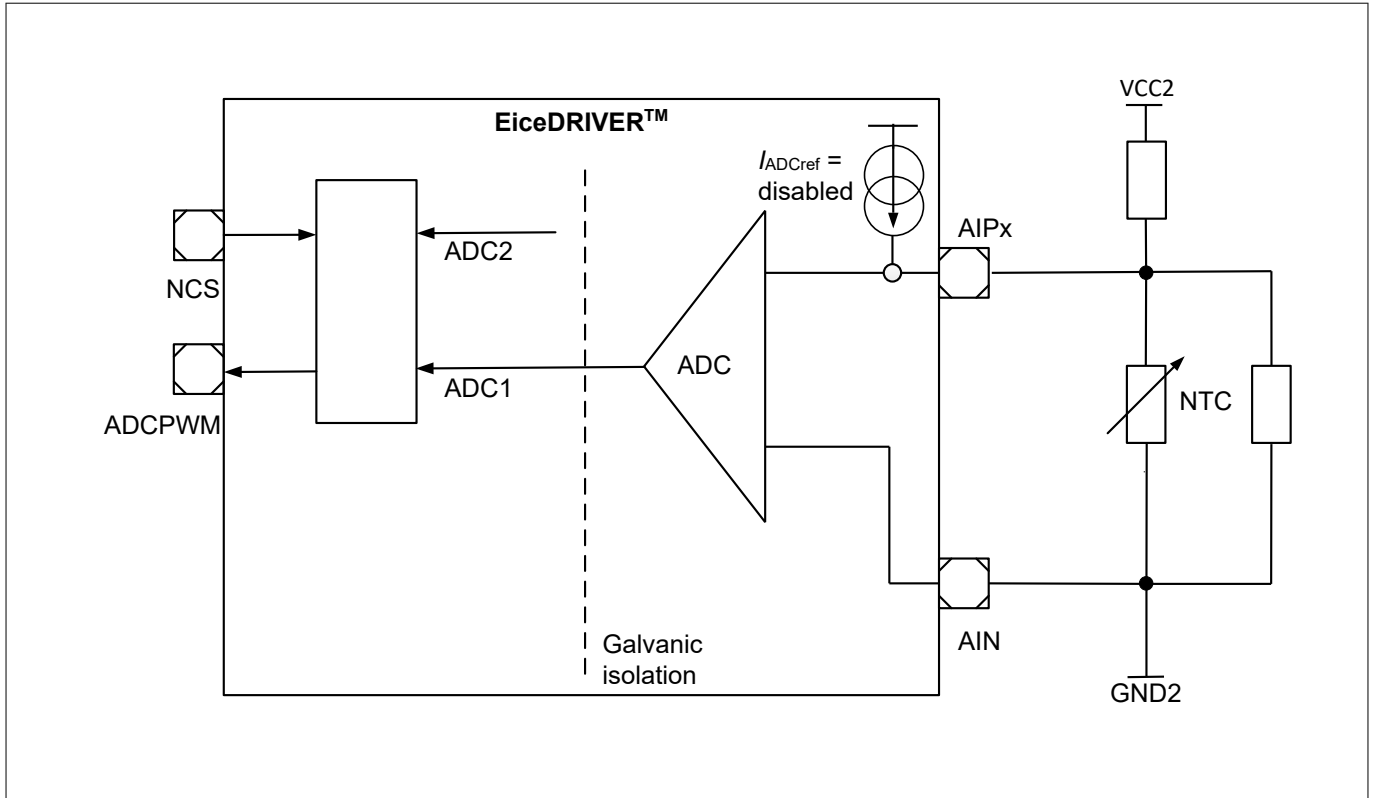 VCC2
EiceDRIVER™
IADCref =
disabled
AIPx
ADC2
NCS
ADC
NTC
ADC1
ADCPWM
Galvanic
isolation
AIN
GND2